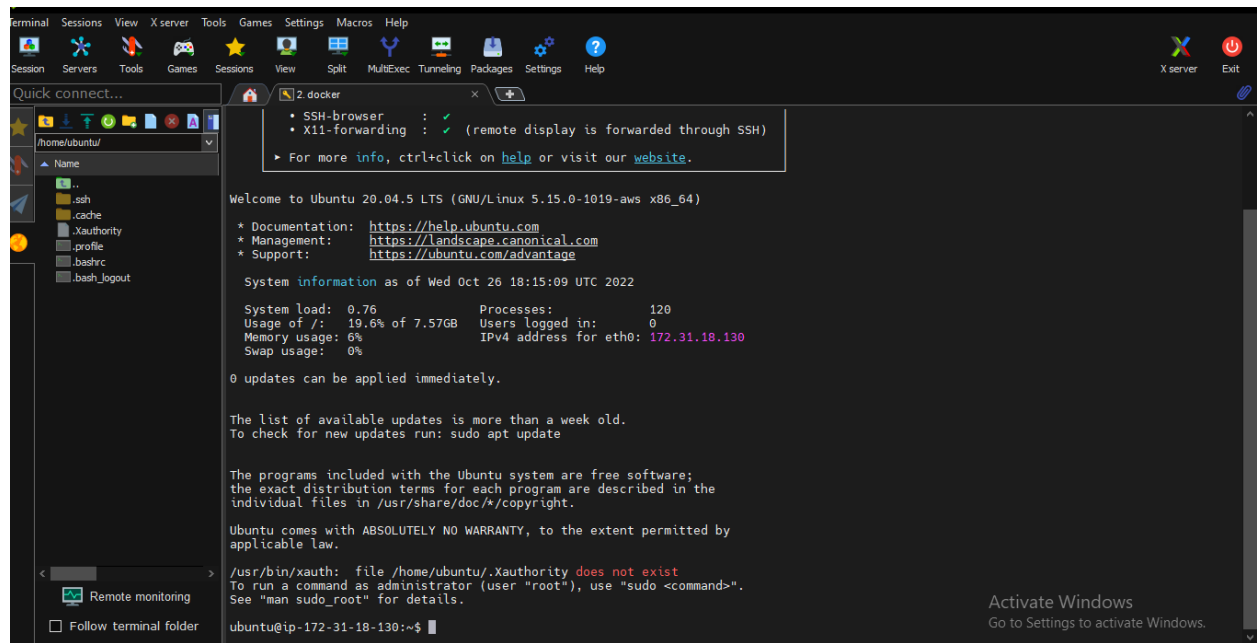 Terminal Sessions View X server Tools Games Settings Macros Help
Session Servers Tools Games Sessions View Split MultiExec Tunneling Packages Settings Help X server Exit
Quick connect...
2. docker
/home/ubuntu/
Name
..
.ssh
.cache
.Xauthority
.profile
.bashrc
.bash_logout
Remote monitoring
Follow terminal folder
• SSH-browser : ✔
• X11-forwarding : ✔ (remote display is forwarded through SSH)
► For more info, ctrl+click on help or visit our website.
Welcome to Ubuntu 20.04.5 LTS (GNU/Linux 5.15.0-1019-aws x86_64)
* Documentation: https://help.ubuntu.com
* Management: https://landscape.canonical.com
* Support: https://ubuntu.com/advantage
System information as of Wed Oct 26 18:15:09 UTC 2022
System load: 0.76 Processes: 120
Usage of /: 19.6% of 7.57GB Users logged in: 0
Memory usage: 6% IPv4 address for eth0: 172.31.18.130
Swap usage: 0%
0 updates can be applied immediately.
The list of available updates is more than a week old.
To check for new updates run: sudo apt update
The programs included with the Ubuntu system are free software;
the exact distribution terms for each program are described in the
individual files in /usr/share/doc/*/copyright.
Ubuntu comes with ABSOLUTELY NO WARRANTY, to the extent permitted by
applicable law.
/usr/bin/xauth: file /home/ubuntu/.Xauthority does not exist
To run a command as administrator (user "root"), use "sudo <command>".
See "man sudo_root" for details.
ubuntu@ip-172-31-18-130:~$
Activate Windows
Go to Settings to activate Windows.